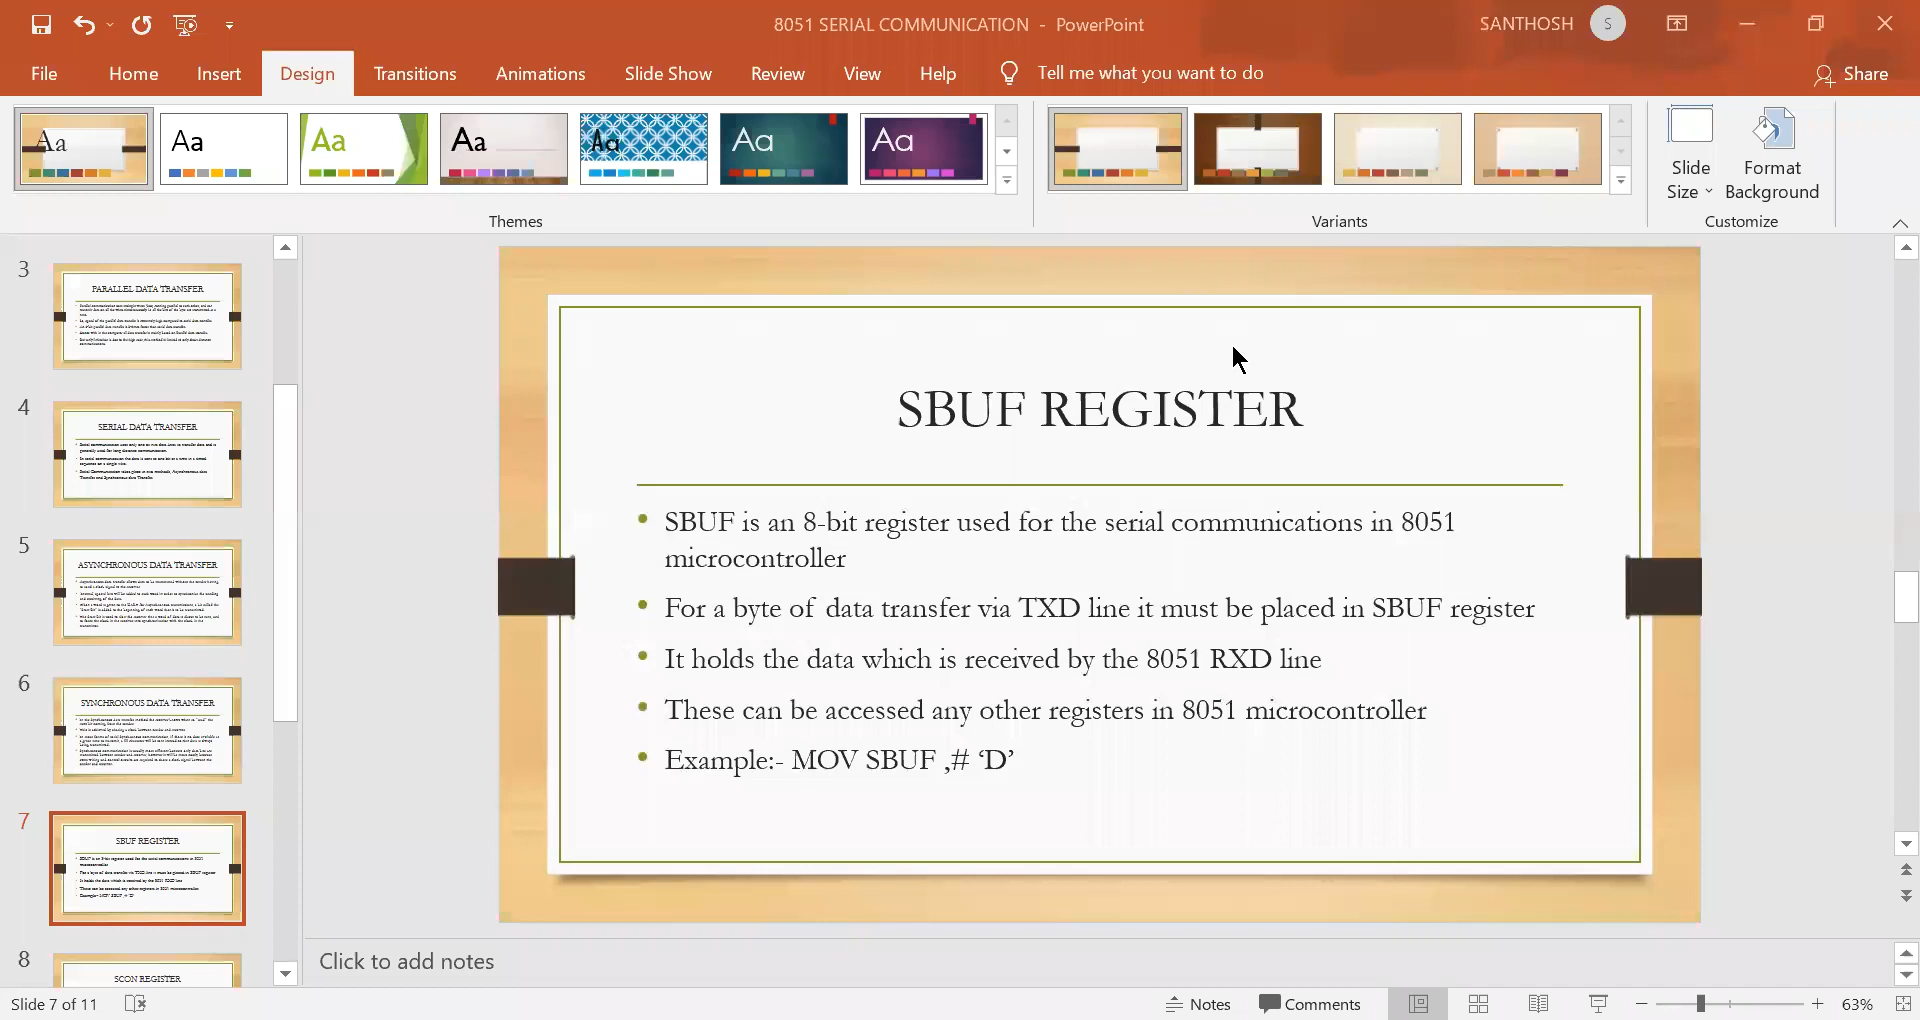 8051 SERIAL COMMUNICATION - PowerPoint
SANTHOSH S
File Home Insert Design Transitions Animations Slide Show Review View Help Tell me what you want to do Share
Aa Aa Aa Aa Aa Aa Aa
Slide Size Format Background
Themes Variants Customize
3
PARALLEL DATA TRANSFER
4
SERIAL DATA TRANSFER
5
ASYNCHRONOUS DATA TRANSFER
6
SYNCHRONOUS DATA TRANSFER
7
SBUF REGISTER
8
SCON REGISTER
SBUF REGISTER
• SBUF is an 8-bit register used for the serial communications in 8051
microcontroller
• For a byte of data transfer via TXD line it must be placed in SBUF register
• It holds the data which is received by the 8051 RXD line
• These can be accessed any other registers in 8051 microcontroller
• Example:- MOV SBUF ,# ‘D’
Click to add notes
Slide 7 of 11 Notes Comments 63%